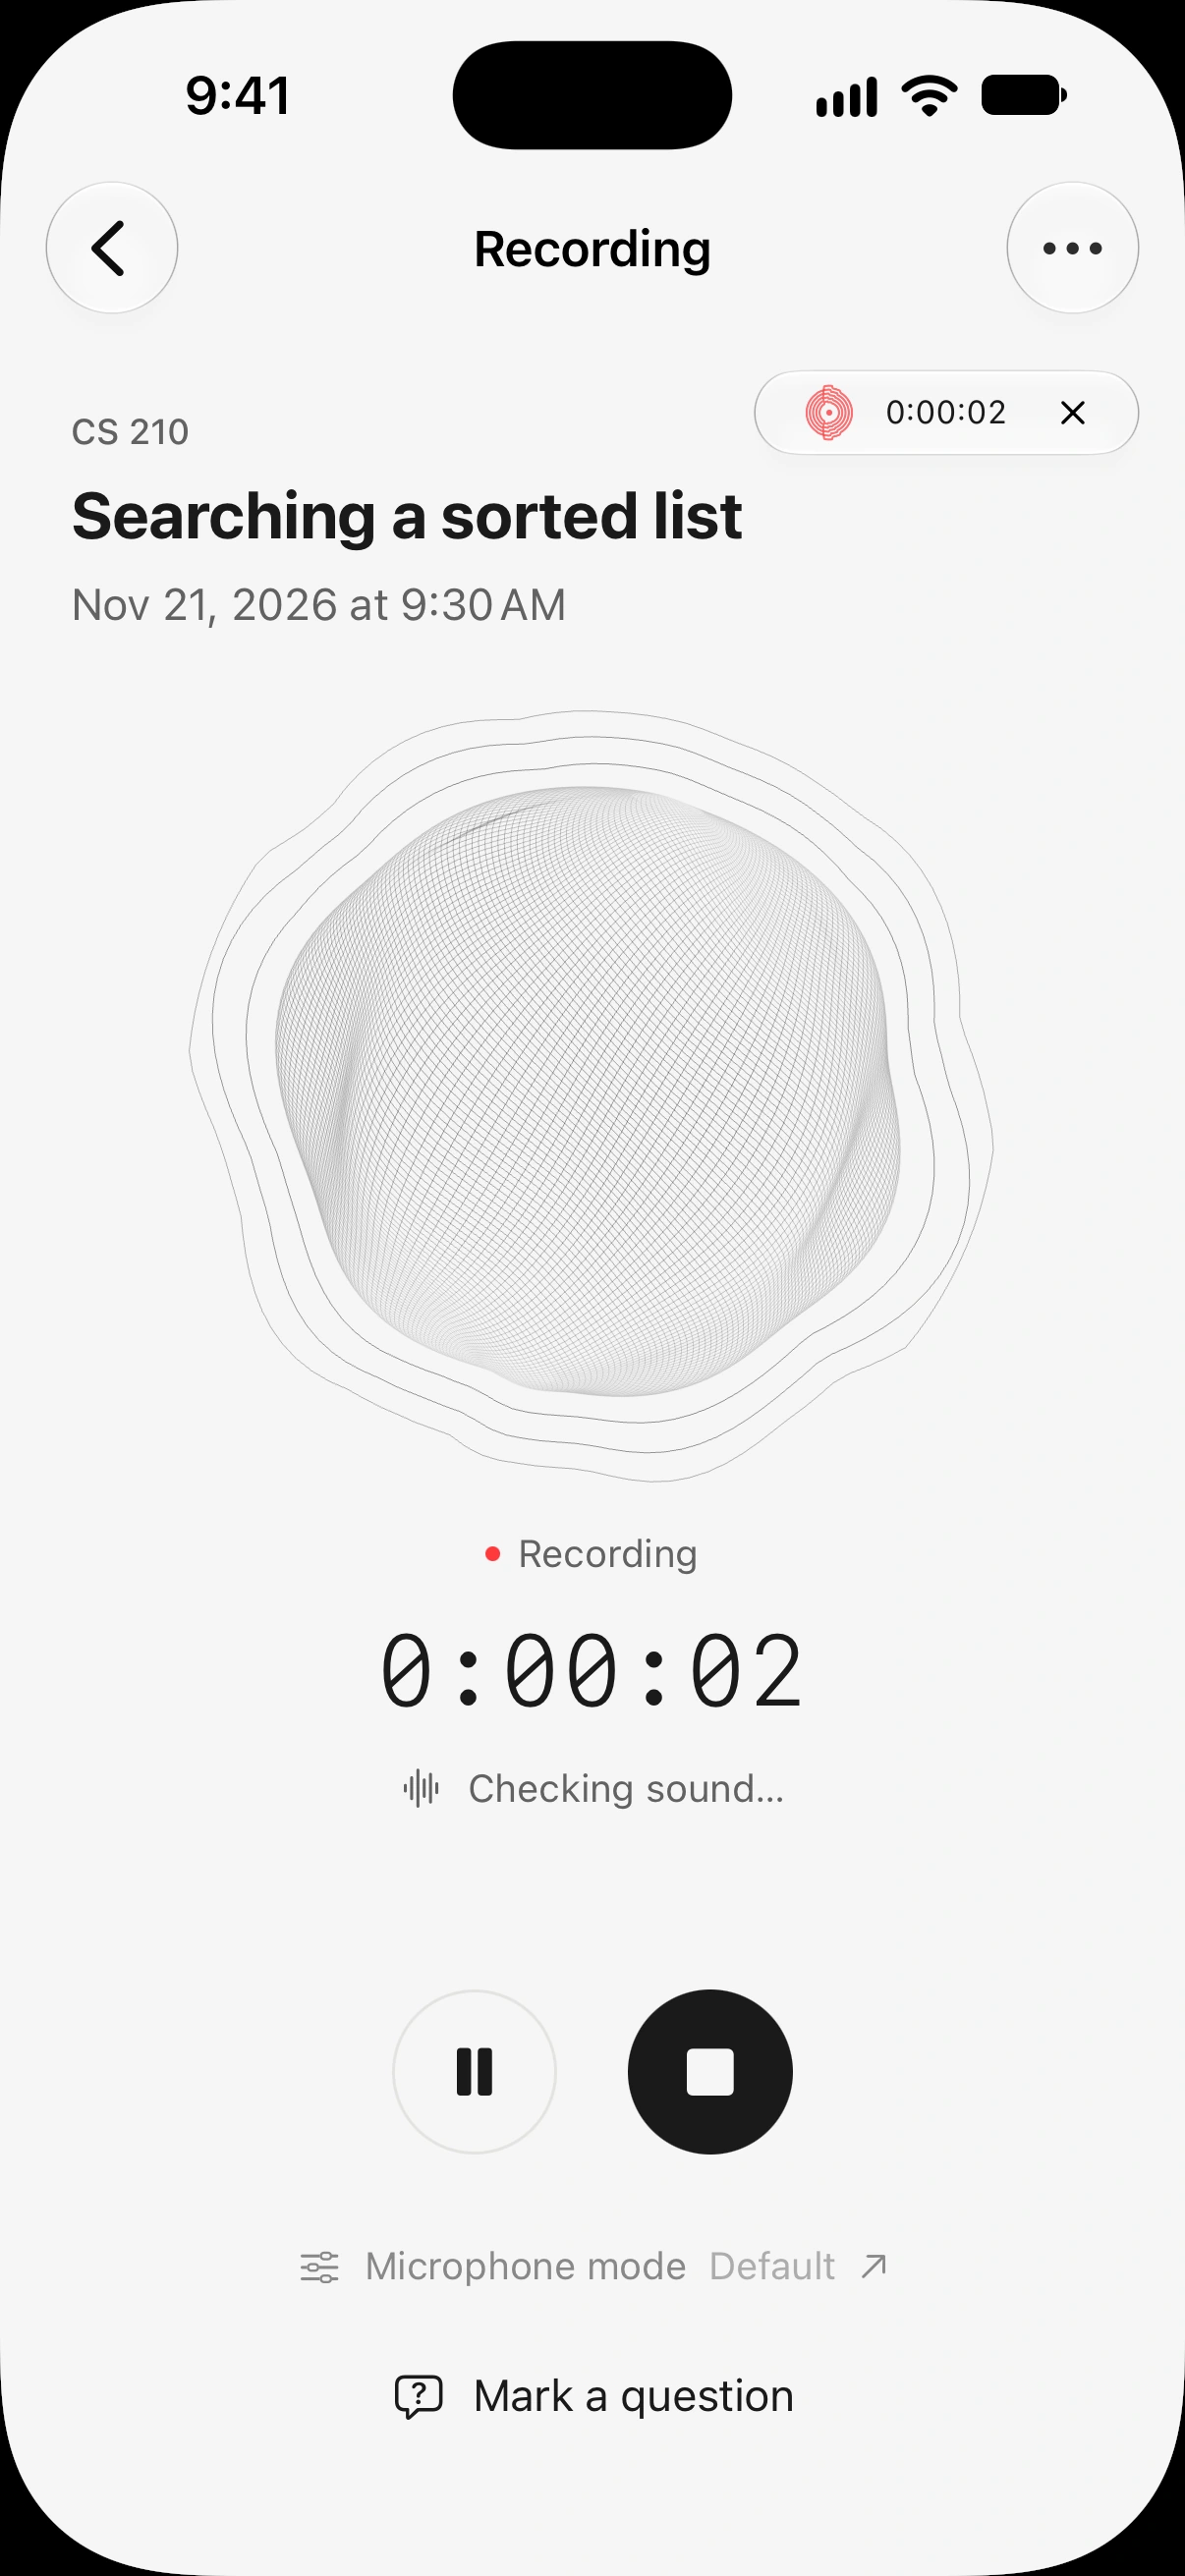 9:41
Recording
0:00:02
CS 210
Searching a sorted list
Nov 21, 2026 at 9:30 AM
Recording
0:00:02
Checking sound...
Microphone mode Default
Mark a question